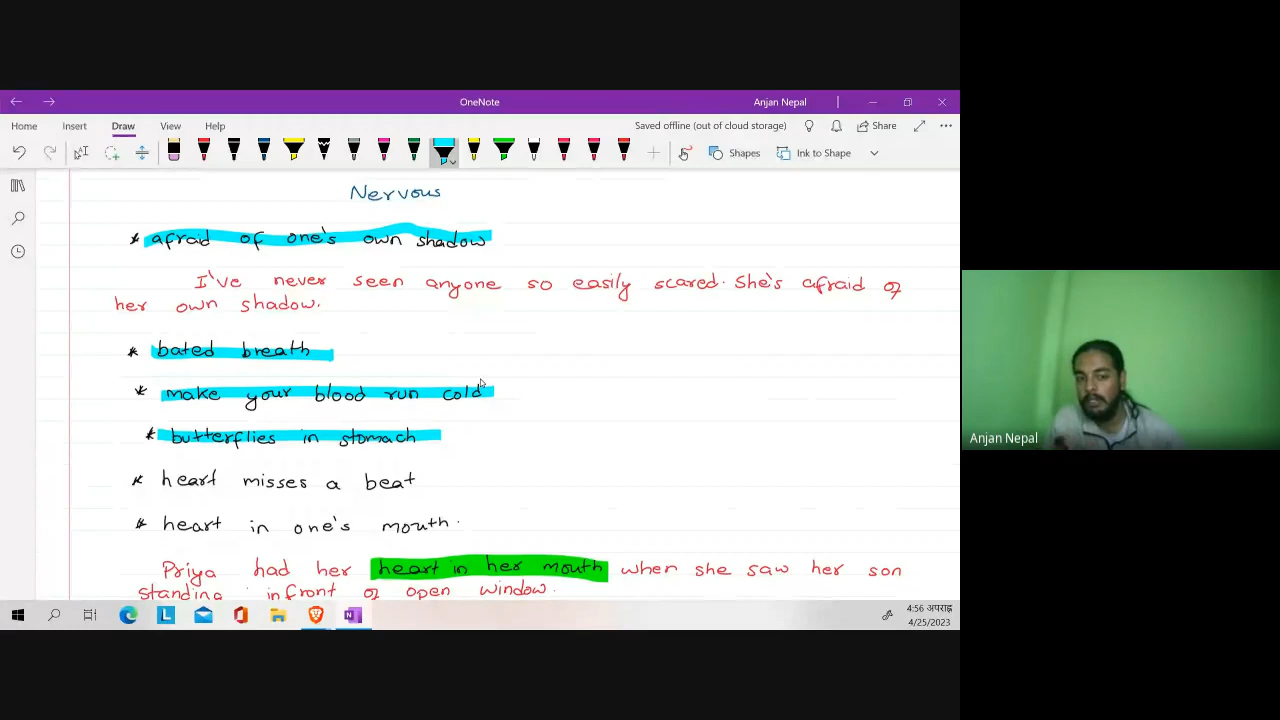 OneNote
Anjan Nepal
Home Insert Draw View Help
Saved offline (out of cloud storage)
Share
Shapes
Ink to Shape
Nervous
* afraid of one's own shadow
I've never seen anyone so easily scared. She's afraid of
her own shadow.
* bated breath
* make your blood run cold
* butterflies in stomach
* heart misses a beat
* heart in one's mouth.
Priya had her heart in her mouth when she saw her son
standing infront of open window.
Anjan Nepal
4:56 अपराह्न
4/25/2023